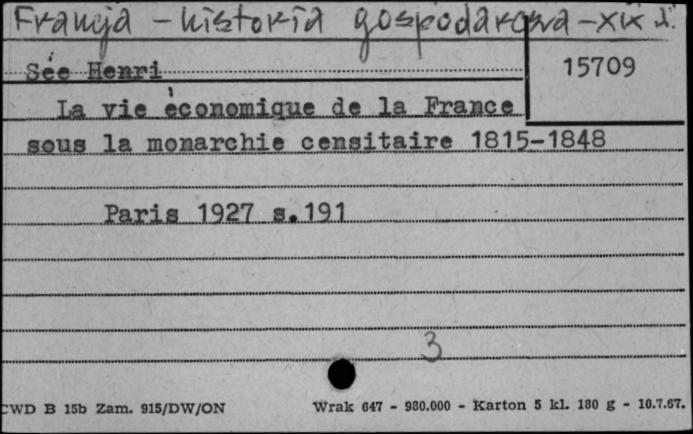 Francja - historia gospodarcza - XIX w.
Sée Henri
15709
La vie économique de la France
sous la monarchie censitaire 1815-1848
Paris 1927 s.191
3
CWD B 15b Zam. 915/DW/ON
Wrak 647 - 980.000 - Karton 5 kl. 180 g - 10.7.67.